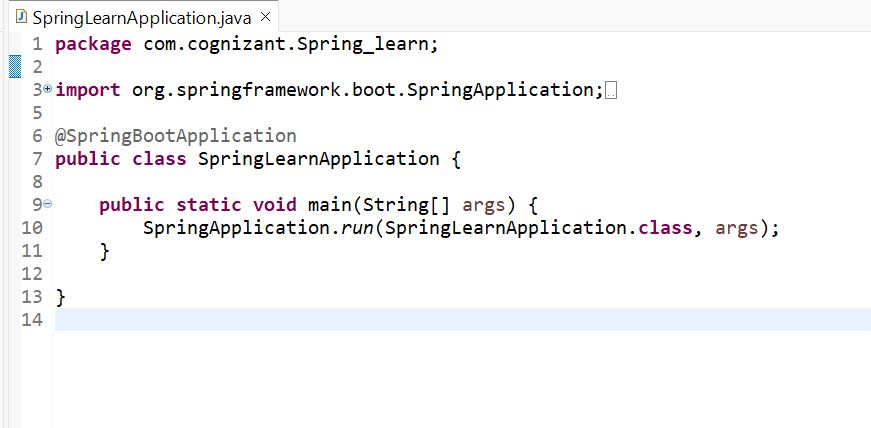 SpringLearnApplication.java
1 package com.cognizant.Spring_learn;
2
3 import org.springframework.boot.SpringApplication;
5
6 @SpringBootApplication
7 public class SpringLearnApplication {
8
9 public static void main(String[] args) {
10 SpringApplication.run(SpringLearnApplication.class, args);
11 }
12
13 }
14